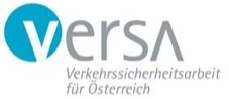 versA
Verkehrssicherheitsarbeit
für Österreich